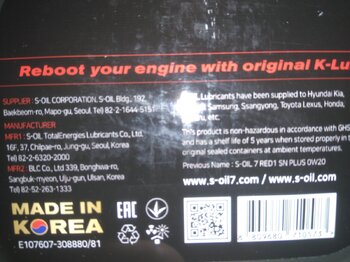 Reboot your engine with original K-Lu
SUPPLIER : S-OIL CORPORATION, S-OIL Bldg., 192,
Baekbeom-ro, Mapo-gu, Seoul, Korea Tel: 82-2-1644-5151
MANUFACTURER
MFR1 : S-OIL TotalEnergies Lubricants Co., Ltd.
16F, 37, Chilpae-ro, Jung-gu, Seoul, Korea
Tel: 82-2-6320-2000
MFR2 : BLC Co., Ltd 339, Bonghwa-ro,
Sangbuk-myeon, Ulju-gun, Ulsan, Korea
Tel: 82-52-263-1333
MADE IN
KOREA
E107607-308880/81
EAC
Lubricants have been supplied to Hyundai Kia,
Samsung, Ssangyong, Toyota Lexus, Honda,
etc.
This product is non-hazardous in accordance with GHS
and has a shelf life of 5 years when stored properly in
original sealed containers at ambient temperatures.
Previous Name : S-OIL 7 RED1 SN PLUS 0W20
www.s-oil7.com / s-oil.com